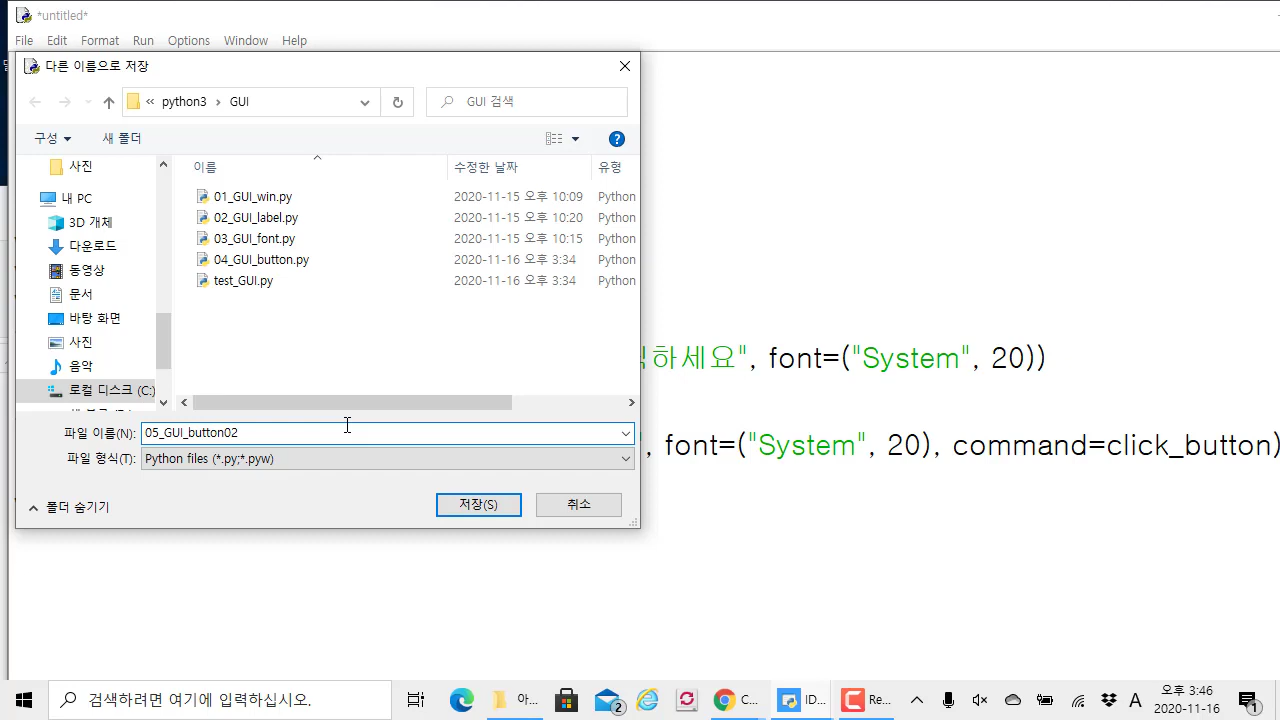 *untitled*
File Edit Format Run Options Window Help
다른 이름으로 저장
« python3 › GUI
GUI 검색
구성 새 폴더
사진
내 PC
3D 개체
다운로드
동영상
문서
바탕 화면
사진
음악
로컬 디스크 (C:)
이름 수정한 날짜 유형
01_GUI_win.py 2020-11-15 오후 10:09 Python
02_GUI_label.py 2020-11-15 오후 10:20 Python
03_GUI_font.py 2020-11-15 오후 10:15 Python
04_GUI_button.py 2020-11-16 오후 3:34 Python
test_GUI.py 2020-11-16 오후 3:34 Python
하세요", font=("System", 20))
, font=("System", 20), command=click_button)
파일 이름(N): 05_GUI_button02
파일 형식(T): Python files (*.py;*.pyw)
폴더 숨기기
저장(S) 취소
검색하려면 여기에 입력하십시오.
2
아...
C...
ID...
Re...
A
오후 3:46
2020-11-16
1